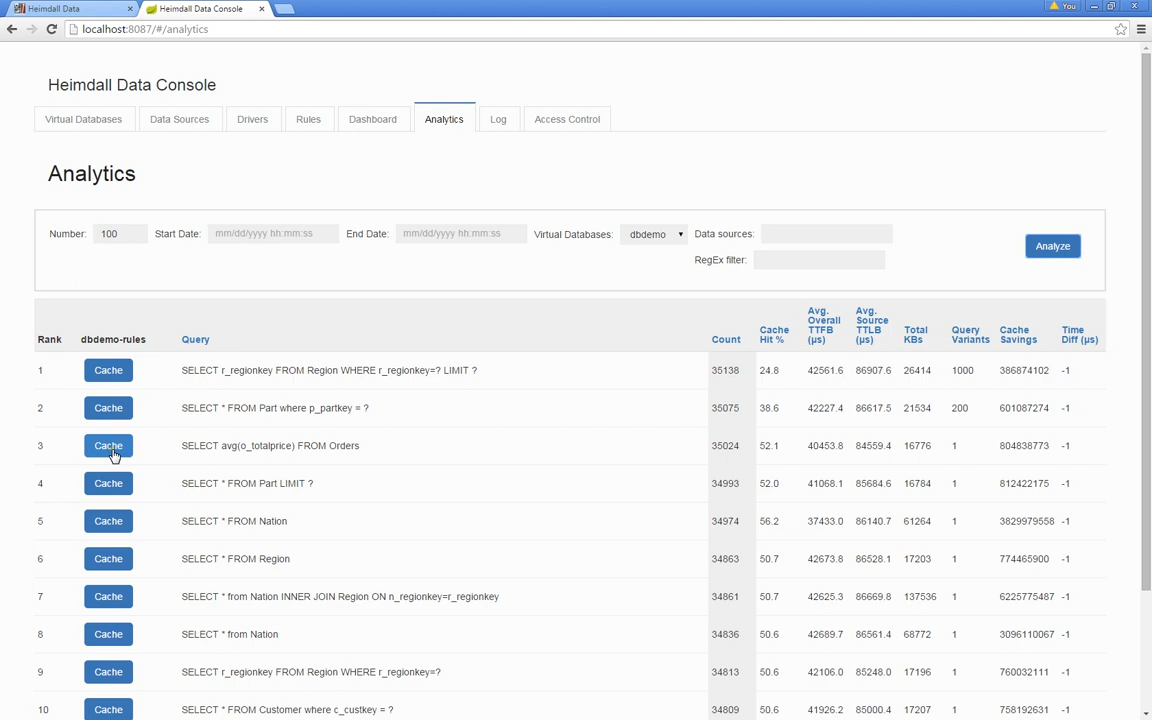 Heimdall Data
Heimdall Data Console
You
localhost:8087/#/analytics
Heimdall Data Console
Virtual Databases Data Sources Drivers Rules Dashboard Analytics Log Access Control
Analytics
Number: 100 Start Date: mm/dd/yyyy hh:mm:ss End Date: mm/dd/yyyy hh:mm:ss Virtual Databases: dbdemo Data sources:
RegEx filter:
Analyze
Rank dbdemo-rules Query Count Cache Hit % Avg. Overall TTFB (µs) Avg. Source TTLB (µs) Total KBs Query Variants Cache Savings Time Diff (µs)
1 Cache SELECT r_regionkey FROM Region WHERE r_regionkey=? LIMIT ? 35138 24.8 42561.6 86907.6 26414 1000 386874102 -1
2 Cache SELECT * FROM Part where p_partkey = ? 35075 38.6 42227.4 86617.5 21534 200 601087274 -1
3 Cache SELECT avg(o_totalprice) FROM Orders 35024 52.1 40453.8 84559.4 16776 1 804838773 -1
4 Cache SELECT * FROM Part LIMIT ? 34993 52.0 41068.1 85684.6 16784 1 812422175 -1
5 Cache SELECT * FROM Nation 34974 56.2 37433.0 86140.7 61264 1 3829979558 -1
6 Cache SELECT * FROM Region 34863 50.7 42673.8 86528.1 17203 1 774465900 -1
7 Cache SELECT * from Nation INNER JOIN Region ON n_regionkey=r_regionkey 34861 50.7 42625.3 86669.8 137536 1 6225775487 -1
8 Cache SELECT * from Nation 34836 50.6 42689.7 86561.4 68772 1 3096110067 -1
9 Cache SELECT r_regionkey FROM Region WHERE r_regionkey=? 34813 50.6 42106.0 85248.0 17196 1 760032111 -1
10 Cache SELECT * FROM Customer where c_custkey = ? 34809 50.6 41926.2 85000.4 17207 1 758192631 -1